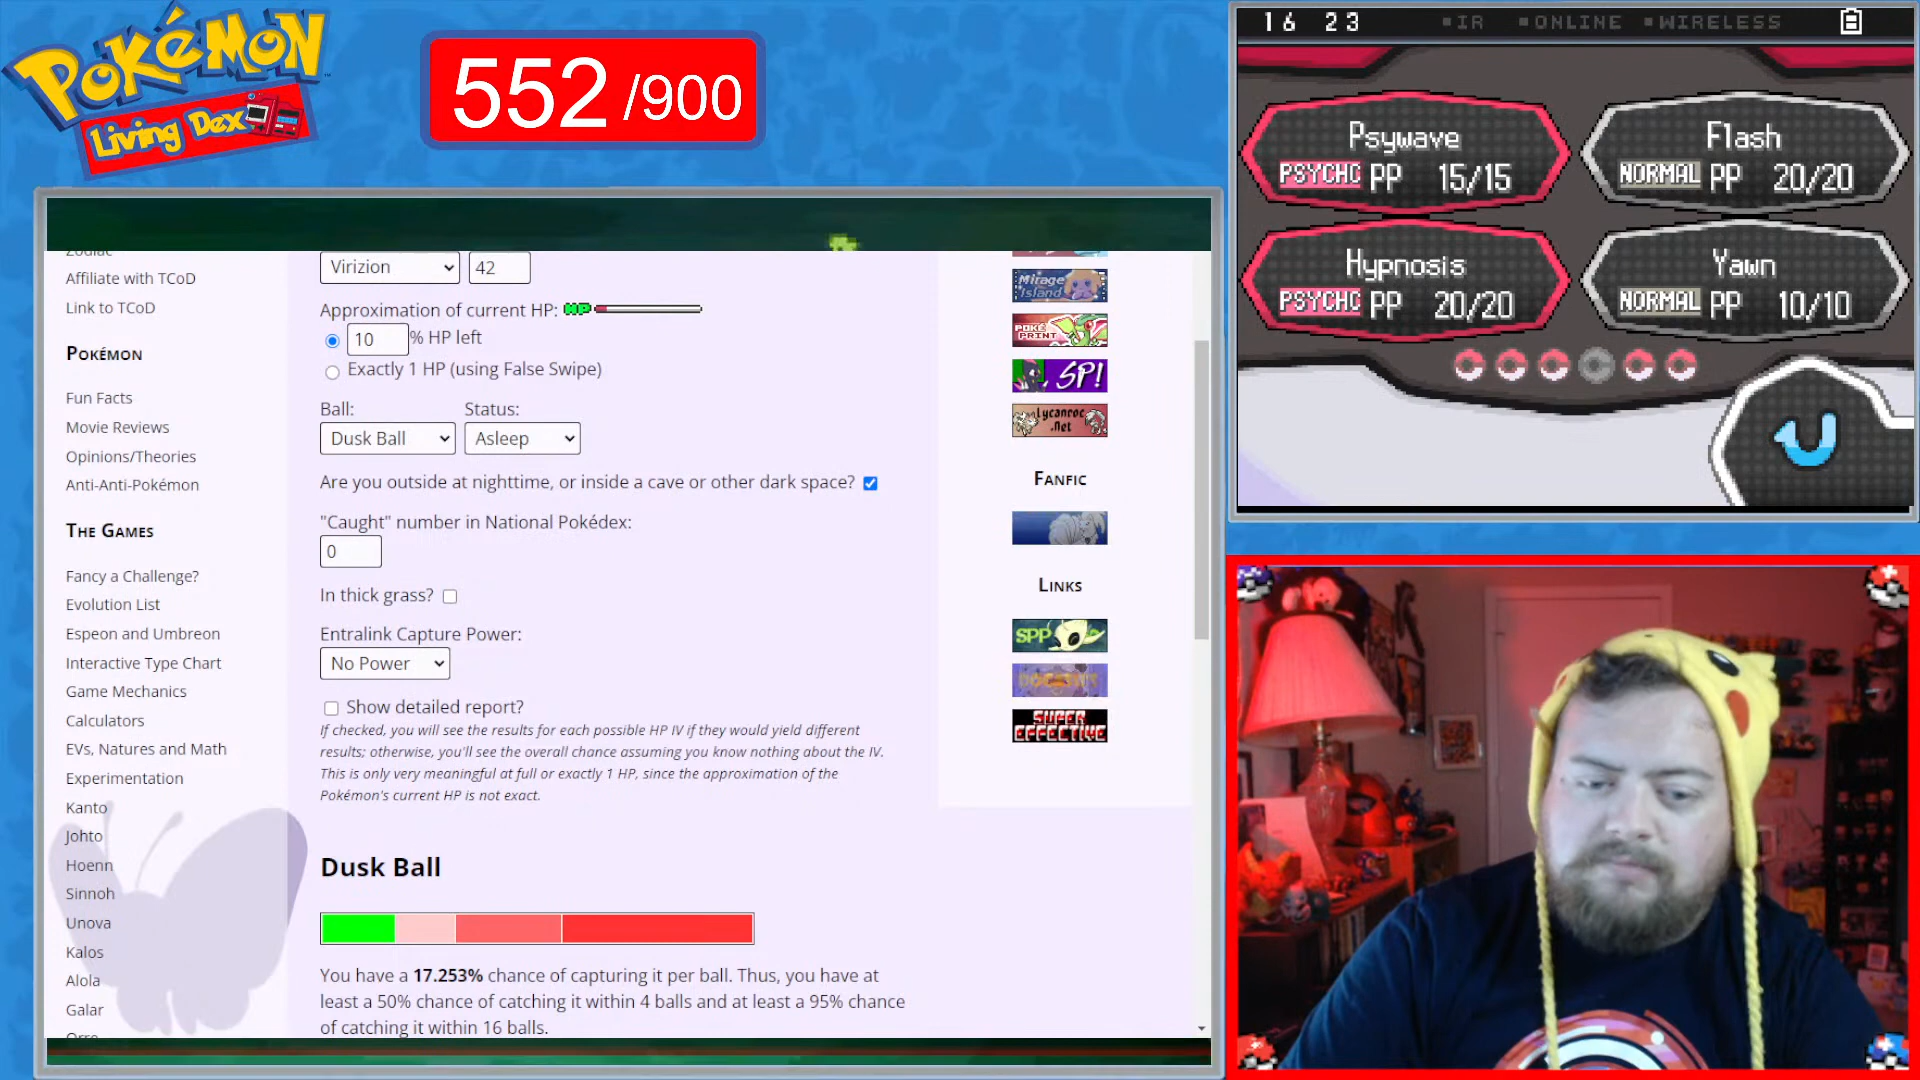 POKéMON
Living Dex
552 /900
16 23 IR ONLINE WIRELESS
Psywave
PSYCHC PP 15/15
Flash
NORMAL PP 20/20
Hypnosis
PSYCHC PP 20/20
Yawn
NORMAL PP 10/10
Zodiac
Affiliate with TCoD
Link to TCoD
POKÉMON
Fun Facts
Movie Reviews
Opinions/Theories
Anti-Anti-Pokémon
THE GAMES
Fancy a Challenge?
Evolution List
Espeon and Umbreon
Interactive Type Chart
Game Mechanics
Calculators
EVs, Natures and Math
Experimentation
Kanto
Johto
Hoenn
Sinnoh
Unova
Kalos
Alola
Galar
Orre
Virizion 42
Approximation of current HP: HP
10 % HP left
Exactly 1 HP (using False Swipe)
Ball: Status:
Dusk Ball Asleep
Are you outside at nighttime, or inside a cave or other dark space?
"Caught" number in National Pokédex:
0
In thick grass?
Entralink Capture Power:
No Power
Show detailed report?
If checked, you will see the results for each possible HP IV if they would yield different
results; otherwise, you'll see the overall chance assuming you know nothing about the IV.
This is only very meaningful at full or exactly 1 HP, since the approximation of the
Pokémon's current HP is not exact.
Dusk Ball
You have a 17.253% chance of capturing it per ball. Thus, you have at
least a 50% chance of catching it within 4 balls and at least a 95% chance
of catching it within 16 balls.
Mirage
Island
POKé
PRINT
SP!
Lycanroc
.Net
FANFIC
LINKS
SPP
SUPER
EFFECTIVE